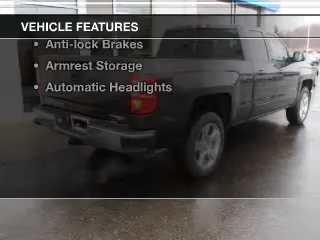 VEHICLE FEATURES
• Anti-lock Brakes
• Armrest Storage
• Automatic Headlights